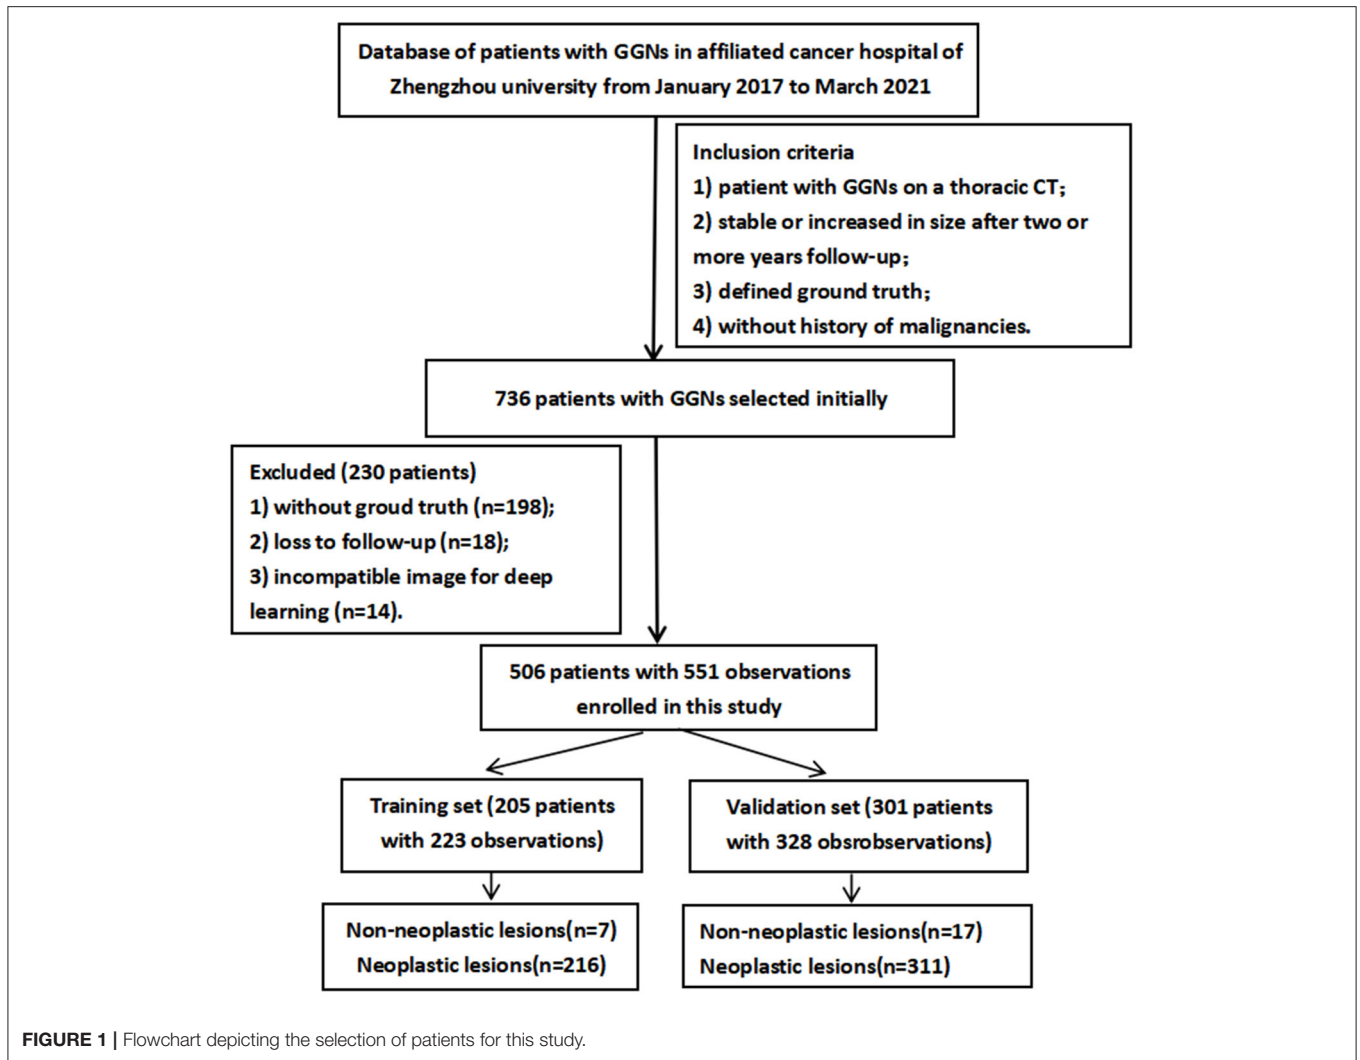 Database of patients with GGNs in affiliated cancer hospital of
Zhengzhou university from January 2017 to March 2021
Inclusion criteria
1) patient with GGNs on a thoracic CT；
2) stable or increased in size after two or
more years follow-up；
3) defined ground truth；
4) without history of malignancies.
736 patients with GGNs selected initially
Excluded (230 patients)
1) without groud truth (n=198);
2) loss to follow-up (n=18);
3) incompatible image for deep
learning (n=14).
506 patients with 551 observations
enrolled in this study
Training set (205 patients
with 223 observations)
Validation set (301 patients
with 328 obsrobservations)
Non-neoplastic lesions(n=7)
Neoplastic lesions(n=216)
Non-neoplastic lesions(n=17)
Neoplastic lesions(n=311)
FIGURE 1 | Flowchart depicting the selection of patients for this study.